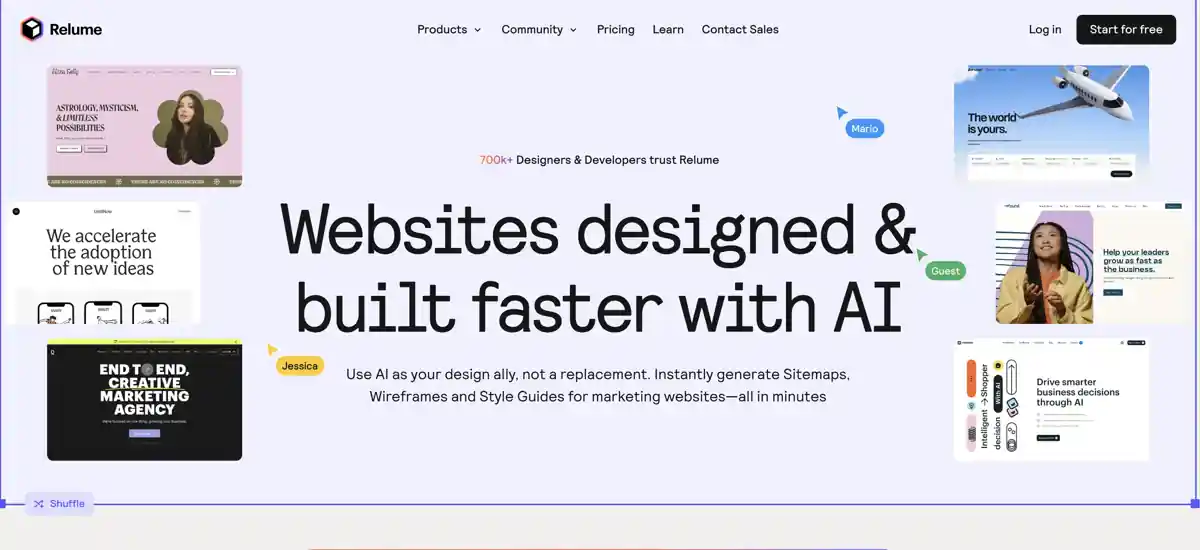 Relume
Products
Community
Pricing
Learn
Contact Sales
Log in
Start for free
ASTROLOGY, MYSTICISM,
& LIMITLESS
POSSIBILITIES
The world
is yours.
Mario
700k+ Designers & Developers trust Relume
Websites designed &
built faster with AI
We accelerate
the adoption
of new ideas
Guest
Help your leaders
grow as fast as
the business.
Jessica
Use AI as your design ally, not a replacement. Instantly generate Sitemaps,
Wireframes and Style Guides for marketing websites—all in minutes
END TO END,
CREATIVE
MARKETING
AGENCY
Intelligent → Shopper
decision With AI
Drive smarter
business decisions
through AI
Shuffle